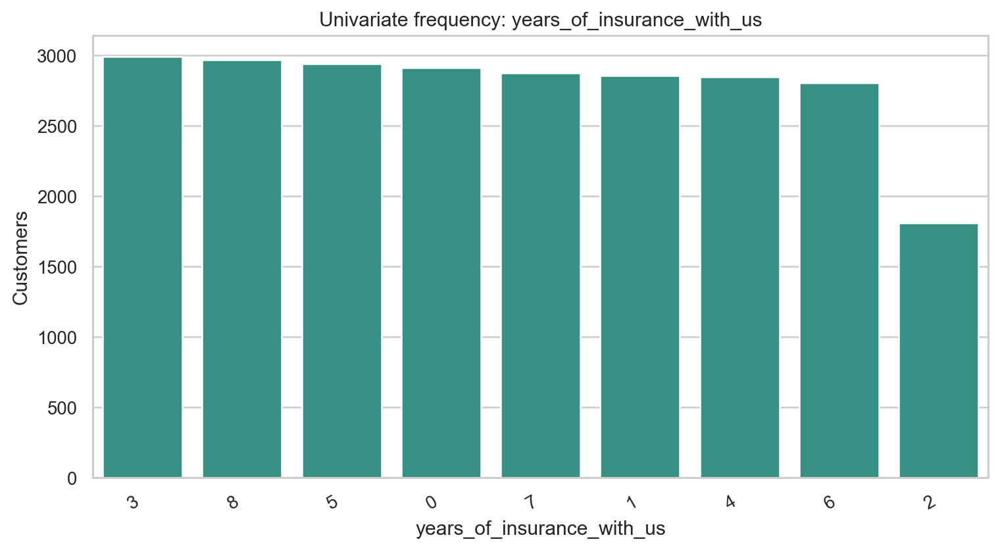 Univariate frequency: years_of_insurance_with_us
3000
2500
2000
1500
1000
500
0
Customers
3 8 5 0 7 1 4 6 2
years_of_insurance_with_us